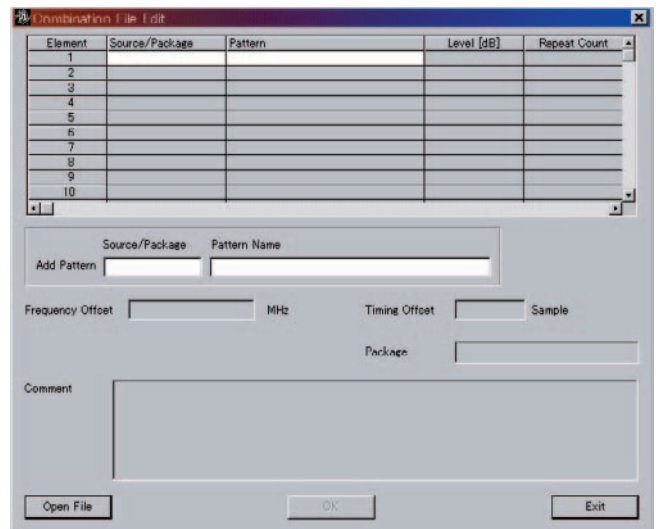 Combination File Edit
Element Source/Package Pattern Level [dB] Repeat Count
1
2
3
4
5
6
7
8
9
10
Source/Package Pattern Name
Add Pattern
Frequency Offset MHz Timing Offset Sample
Package
Comment
Open File OK Exit